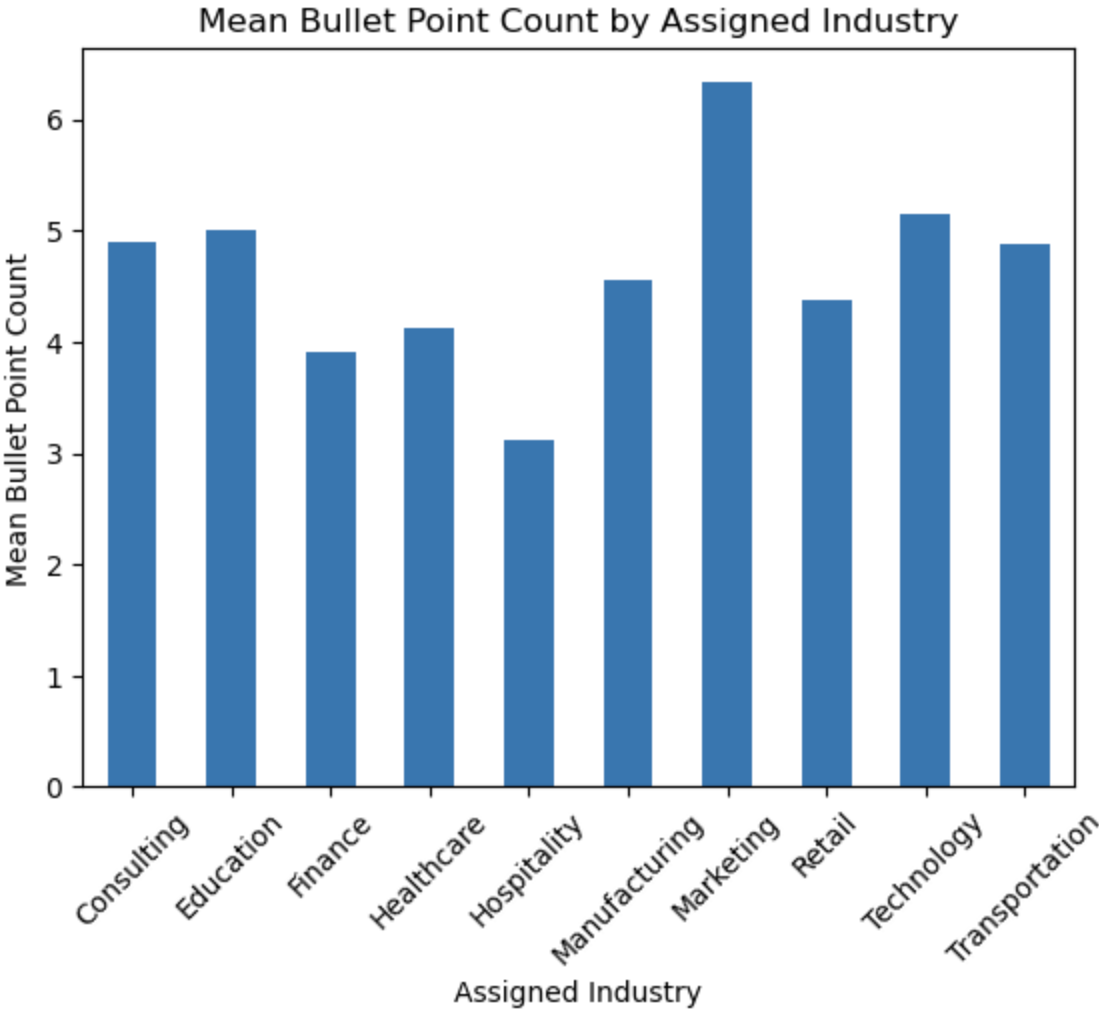 Mean Bullet Point Count by Assigned Industry
Mean Bullet Point Count
6
5
4
3
2
1
0
Consulting
Education
Finance
Healthcare
Hospitality
Manufacturing
Marketing
Retail
Technology
Transportation
Assigned Industry